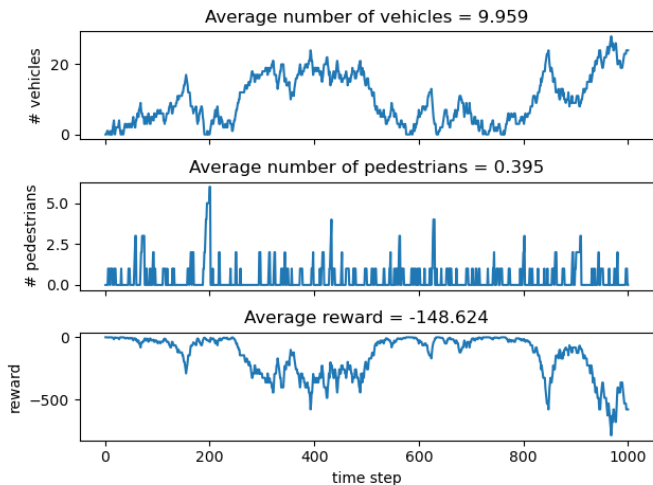 Average number of vehicles = 9.959
# vehicles
20
0
Average number of pedestrians = 0.395
# pedestrians
5.0
2.5
0.0
Average reward = -148.624
reward
0
−500
0 200 400 600 800 1000
time step